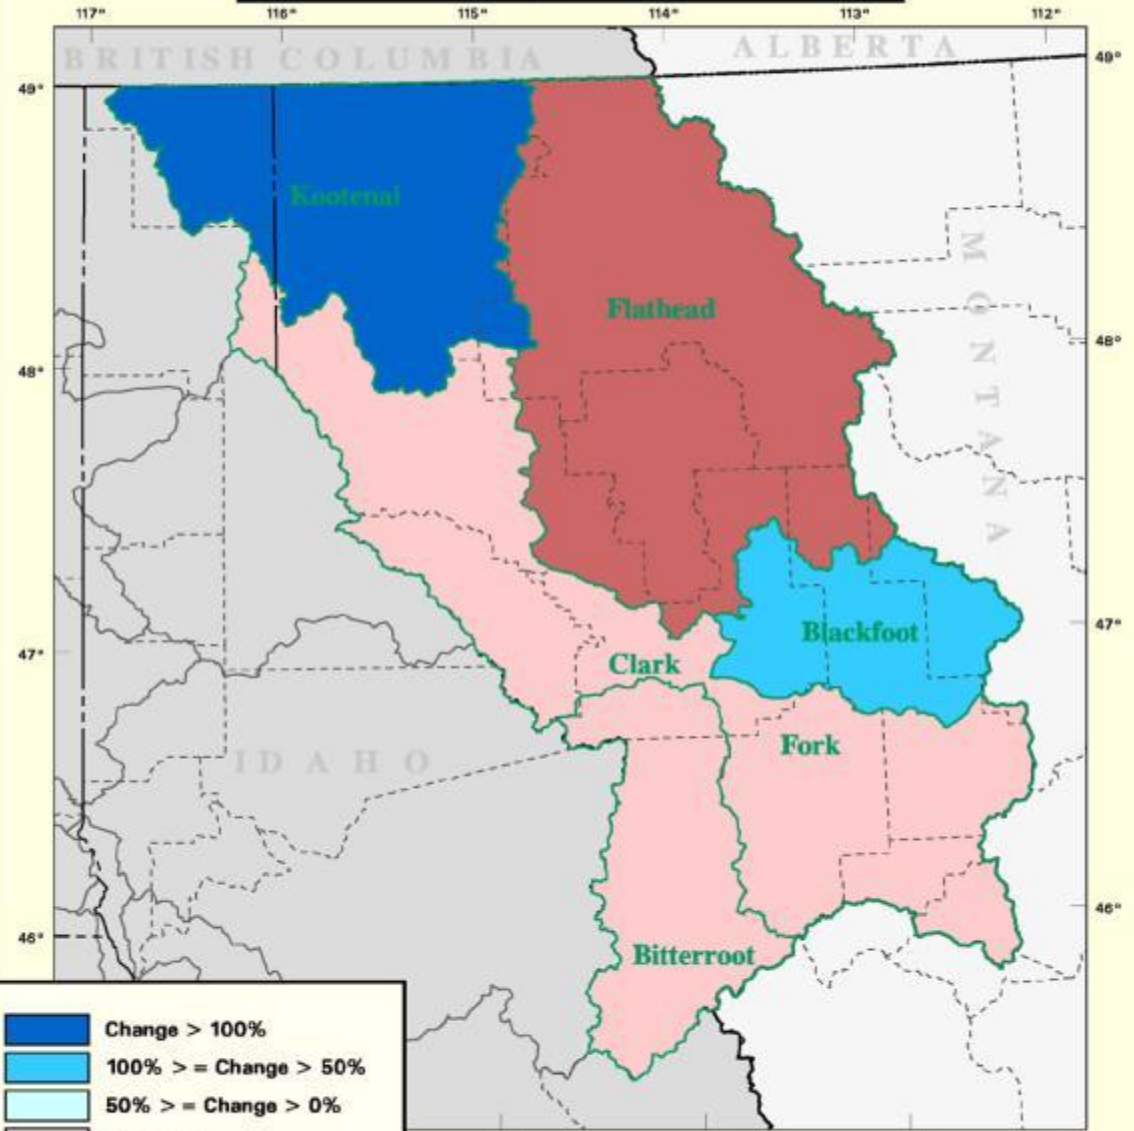 117° 116° 115° 114° 113° 112°
BRITISH COLUMBIA ALBERTA
49° 49°
Kootenai
MONTANA
Flathead
48° 48°
Blackfoot
47° 47°
Clark
Fork
IDAHO
46° 46°
Bitterroot
Change > 100%
100% > = Change > 50%
50% > = Change > 0%